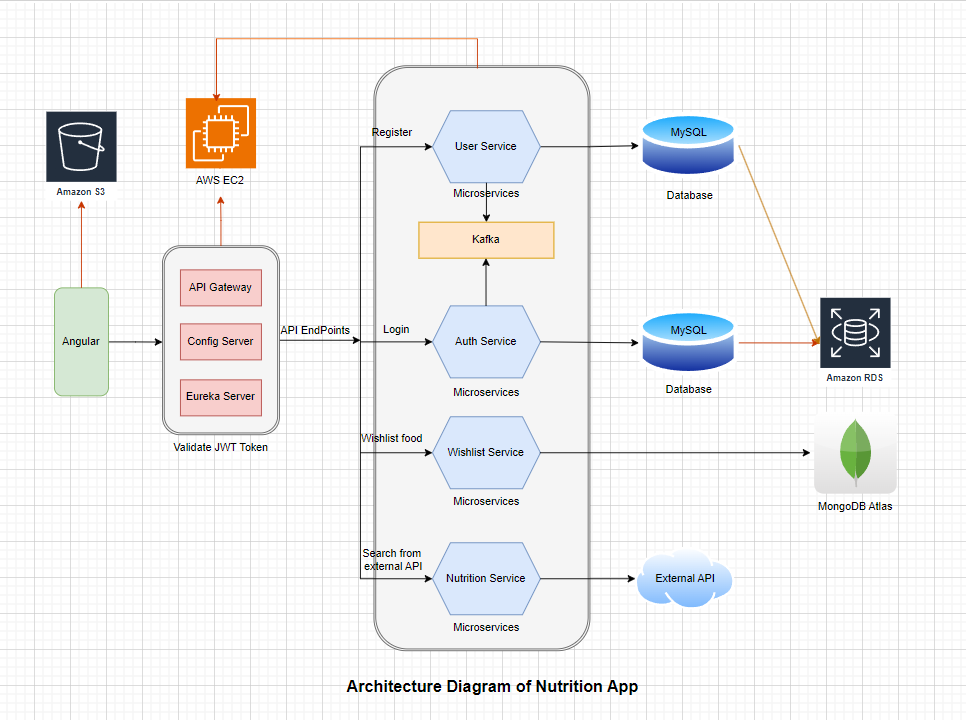 Register
User Service
MySQL
Amazon S3
AWS EC2
Microservices
Database
Kafka
API Gateway
API EndPoints
Login
Angular
Config Server
Auth Service
MySQL
Amazon RDS
Eureka Server
Microservices
Database
Validate JWT Token
Wishlist food
Wishlist Service
Microservices
MongoDB Atlas
Search from
external API
Nutrition Service
External API
Microservices
Architecture Diagram of Nutrition App